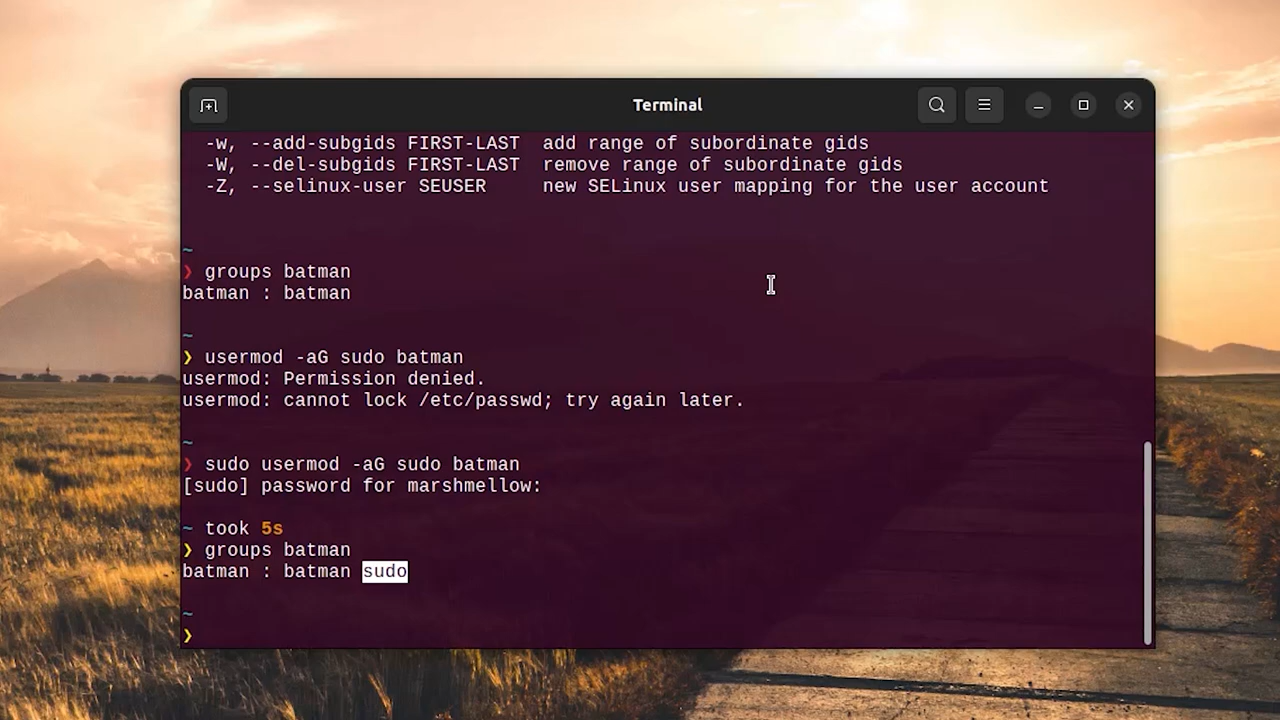 Terminal
-w, --add-subgids FIRST-LAST  add range of subordinate gids
-W, --del-subgids FIRST-LAST  remove range of subordinate gids
-Z, --selinux-user SEUSER     new SELinux user mapping for the user account
~
❯ groups batman
batman : batman
~
❯ usermod -aG sudo batman
usermod: Permission denied.
usermod: cannot lock /etc/passwd; try again later.
~
❯ sudo usermod -aG sudo batman
[sudo] password for marshmellow:
~ took 5s
❯ groups batman
batman : batman sudo
~
❯